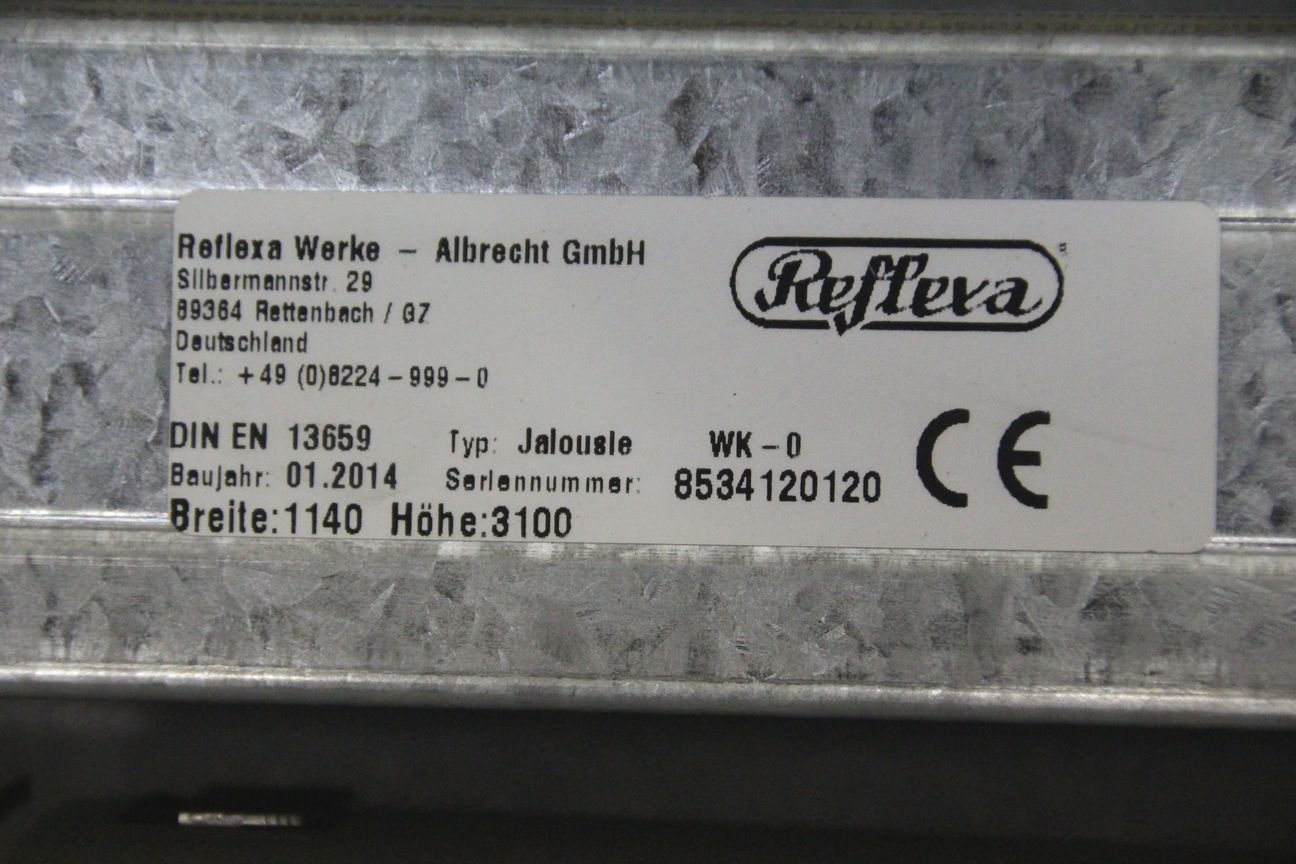 Reflexa Werke - Albrecht GmbH
Silbermannstr. 29
89364 Rettenbach / GZ
Deutschland
Tel.: +49 (0)8224-999-0
Reflexa
DIN EN 13659 Typ: Jalousie WK-0
Baujahr: 01.2014 Seriennummer: 8534120120
Breite:1140 Höhe:3100
CE